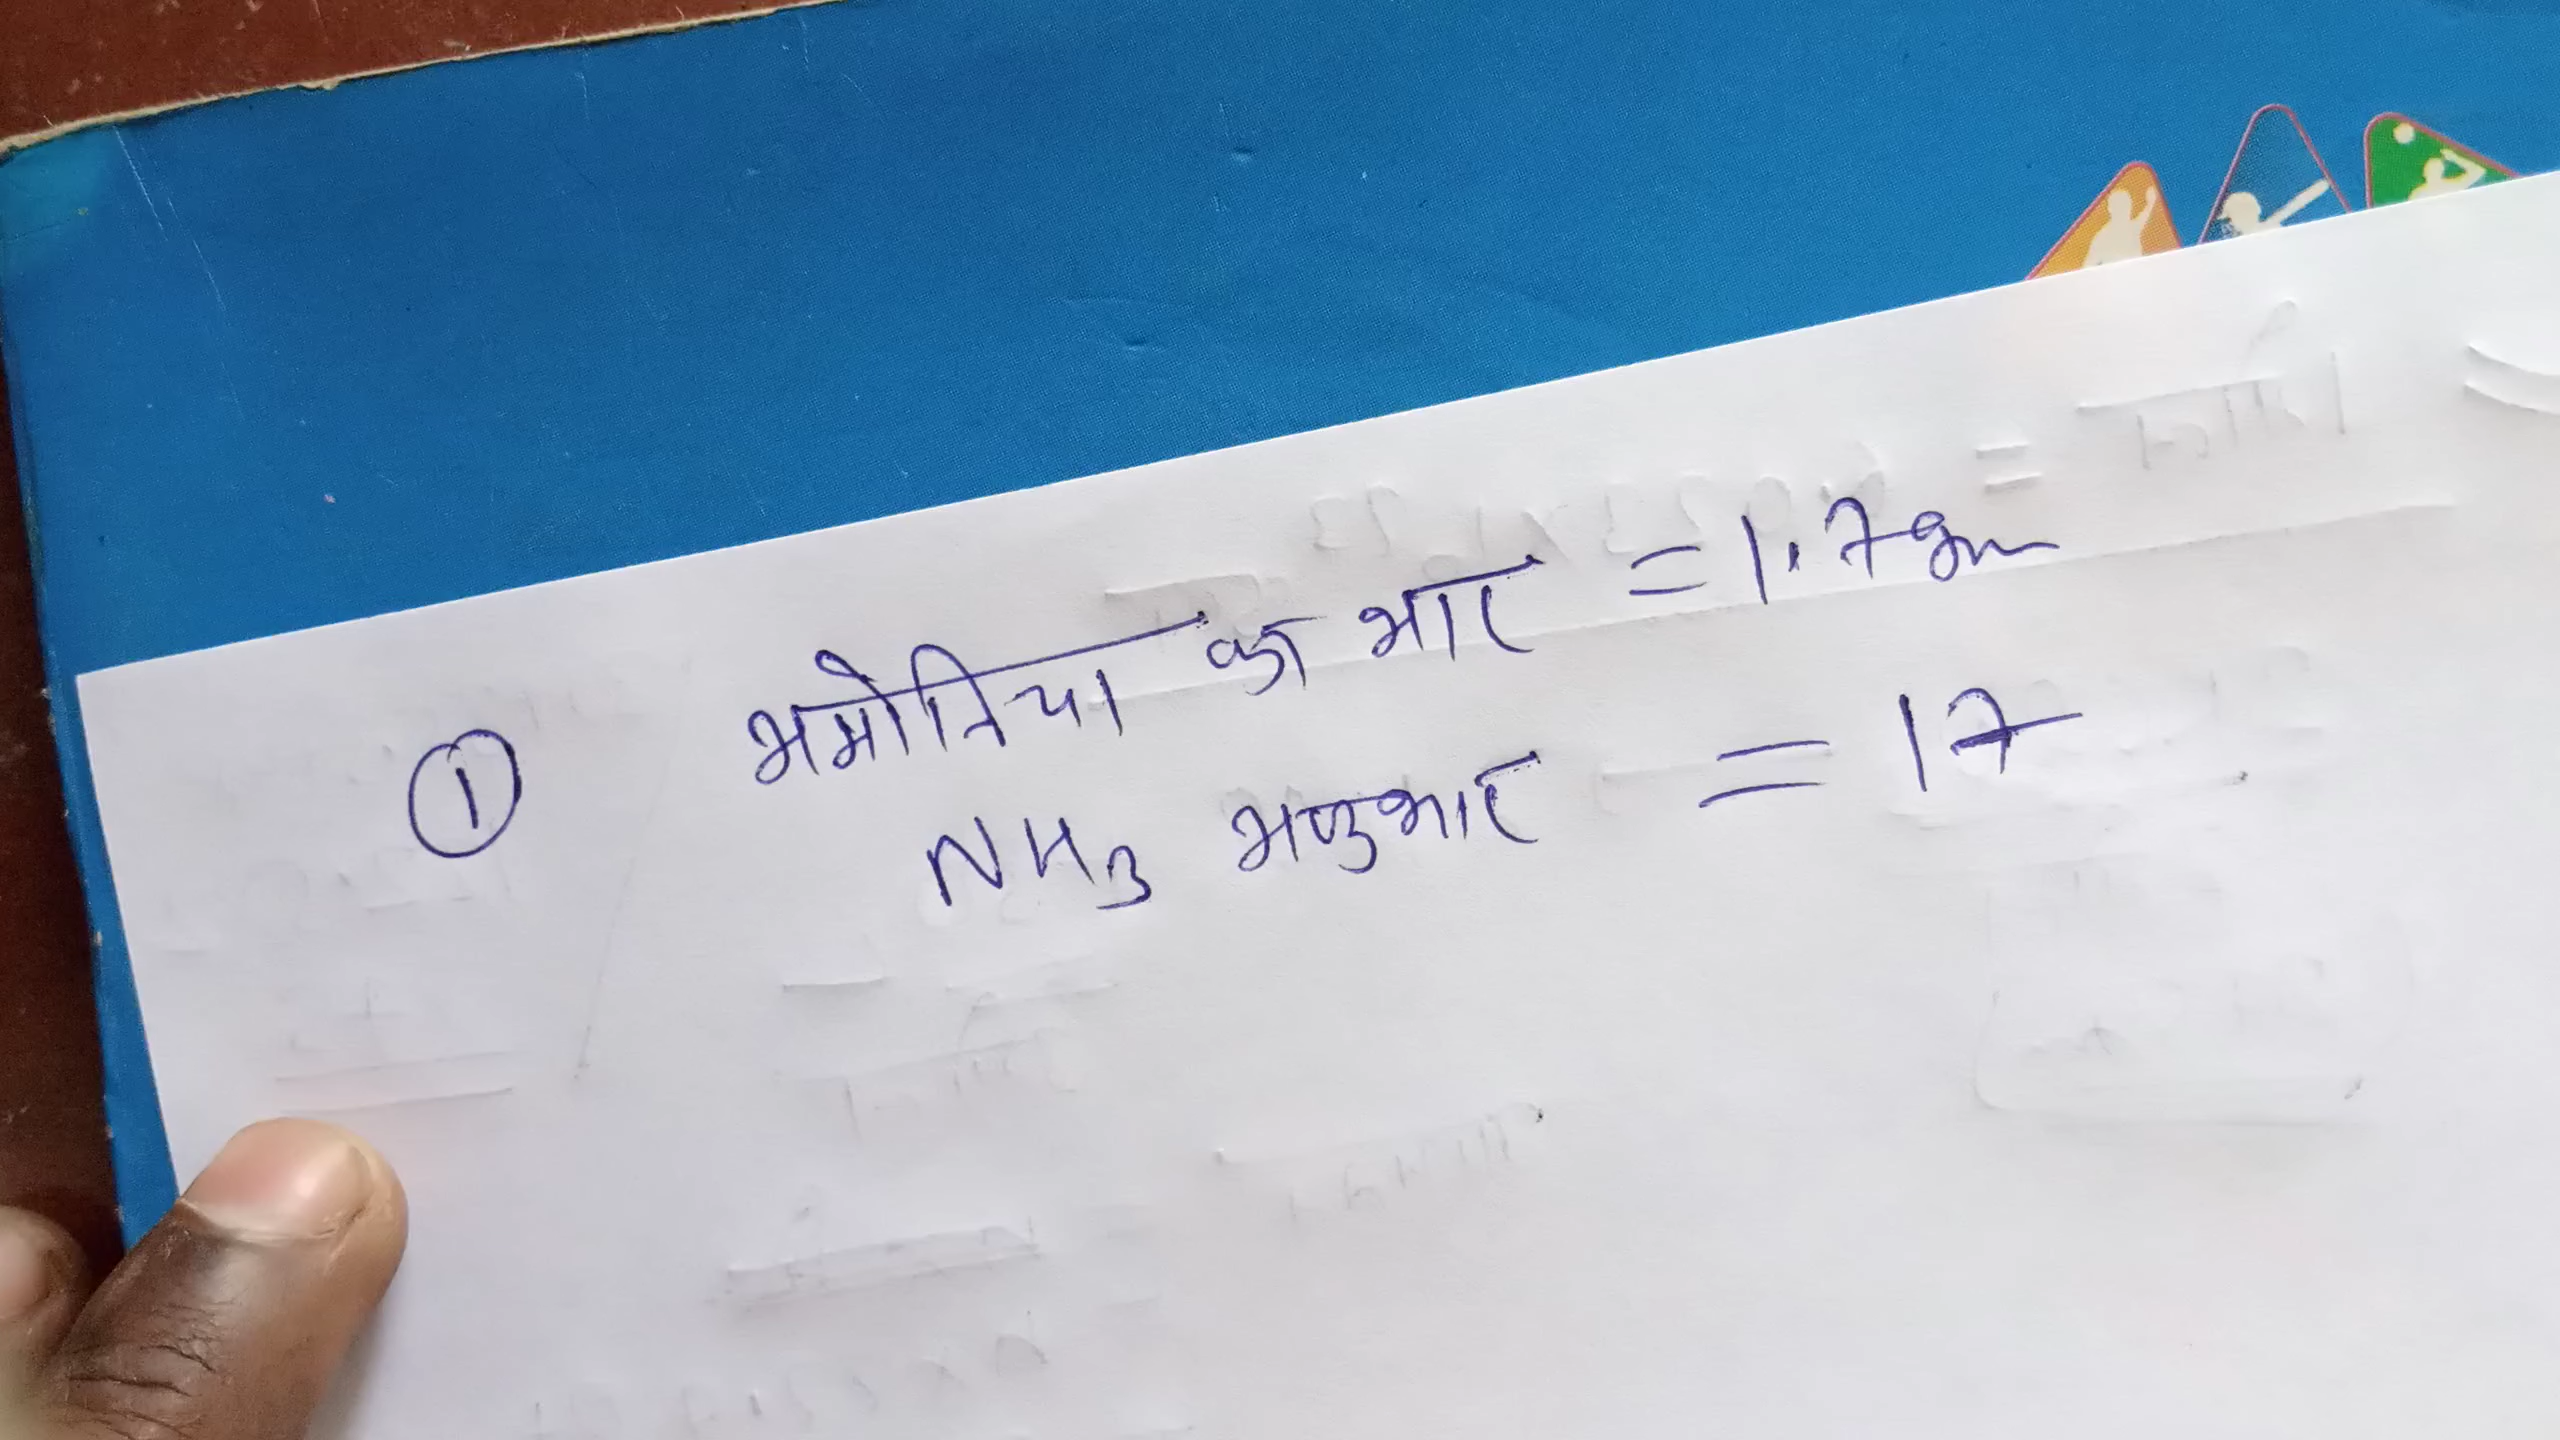 ① अमोनिया का भार = 1.7 gm
NH₃ अणुभार = 17